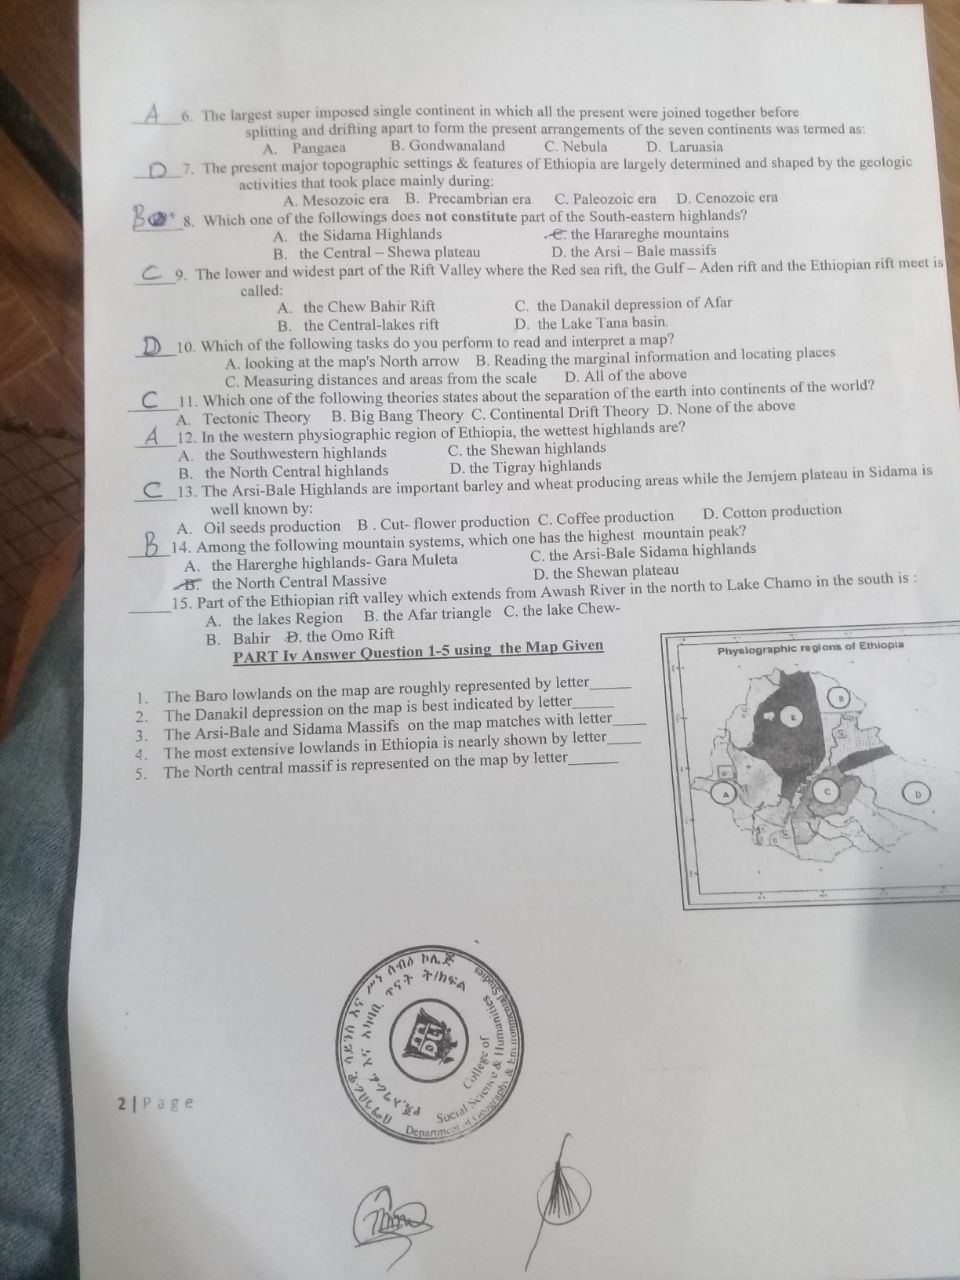 A 6. The largest super imposed single continent in which all the present were joined together before
splitting and drifting apart to form the present arrangements of the seven continents was termed as:
A. Pangaea B. Gondwanaland C. Nebula D. Laruasia
D 7. The present major topographic settings & features of Ethiopia are largely determined and shaped by the geologic
activities that took place mainly during:
A. Mesozoic era B. Precambrian era C. Paleozoic era D. Cenozoic era
B 8. Which one of the followings does not constitute part of the South-eastern highlands?
A. the Sidama Highlands C. the Harareghe mountains
B. the Central – Shewa plateau D. the Arsi – Bale massifs
C 9. The lower and widest part of the Rift Valley where the Red sea rift, the Gulf – Aden rift and the Ethiopian rift meet is
called:
A. the Chew Bahir Rift C. the Danakil depression of Afar
B. the Central-lakes rift D. the Lake Tana basin.
D 10. Which of the following tasks do you perform to read and interpret a map?
A. looking at the map's North arrow B. Reading the marginal information and locating places
C. Measuring distances and areas from the scale D. All of the above
C 11. Which one of the following theories states about the separation of the earth into continents of the world?
A. Tectonic Theory B. Big Bang Theory C. Continental Drift Theory D. None of the above
A 12. In the western physiographic region of Ethiopia, the wettest highlands are?
A. the Southwestern highlands C. the Shewan highlands
B. the North Central highlands D. the Tigray highlands
C 13. The Arsi-Bale Highlands are important barley and wheat producing areas while the Jemjem plateau in Sidama is
well known by:
A. Oil seeds production B . Cut- flower production C. Coffee production D. Cotton production
B 14. Among the following mountain systems, which one has the highest mountain peak?
A. the Harerghe highlands- Gara Muleta C. the Arsi-Bale Sidama highlands
B. the North Central Massive D. the Shewan plateau
_____15. Part of the Ethiopian rift valley which extends from Awash River in the north to Lake Chamo in the south is :
A. the lakes Region B. the Afar triangle C. the lake Chew-
B. Bahir D. the Omo Rift
PART Iv Answer Question 1-5 using the Map Given
1. The Baro lowlands on the map are roughly represented by letter______
2. The Danakil depression on the map is best indicated by letter______
3. The Arsi-Bale and Sidama Massifs on the map matches with letter_____
4. The most extensive lowlands in Ethiopia is nearly shown by letter_____
5. The North central massif is represented on the map by letter_______
Physiographic regions of Ethiopia
B
E
A
C
D
College of
Social Science & Humanities
Department of Geography & Environmental Studies
2 | P a g e